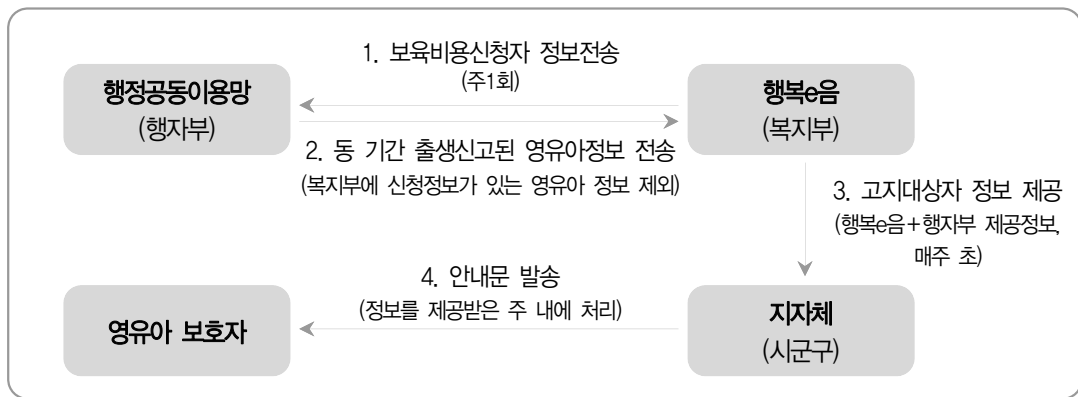 1. 보육비용신청자 정보전송
(주1회)
행정공동이용망
(행자부)
행복e음
(복지부)
2. 동 기간 출생신고된 영유아정보 전송
(복지부에 신청정보가 있는 영유아 정보 제외)
3. 고지대상자 정보 제공
(행복e음+행자부 제공정보,
매주 초)
4. 안내문 발송
(정보를 제공받은 주 내에 처리)
영유아 보호자
지자체
(시군구)